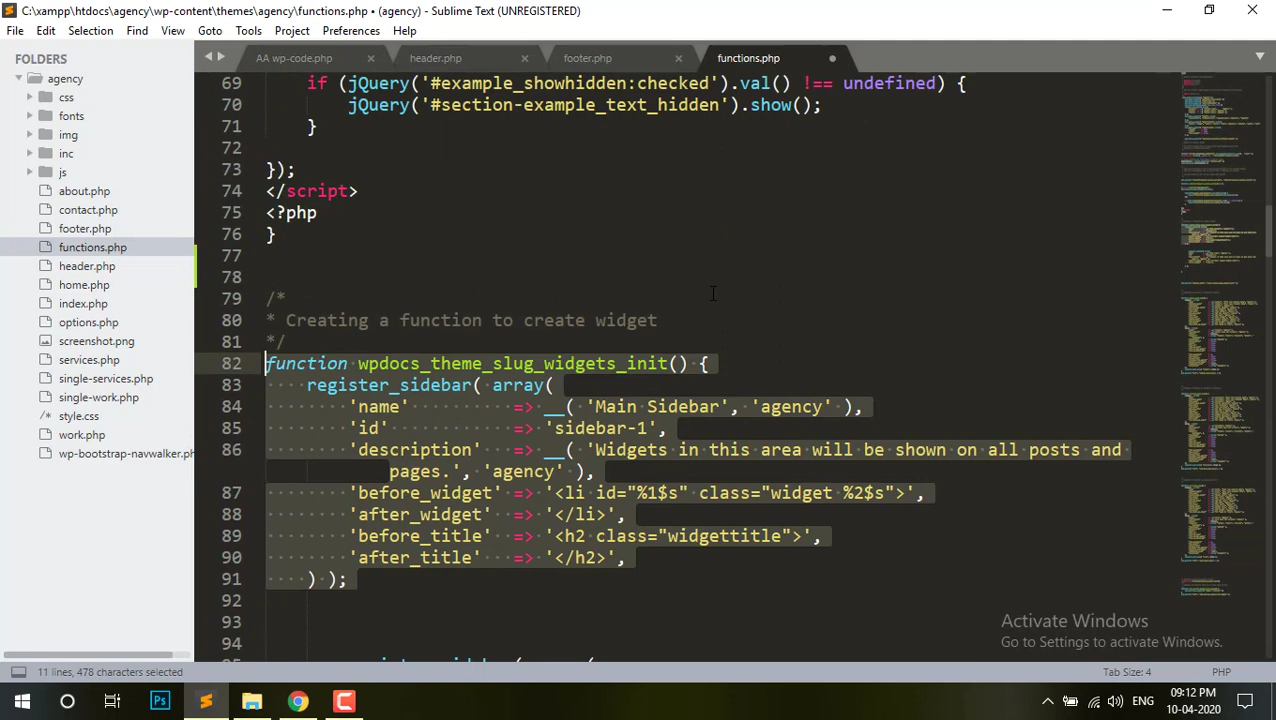 C:\xampp\htdocs\agency\wp-content\themes\agency\functions.php • (agency) - Sublime Text (UNREGISTERED)
File Edit Selection Find View Goto Tools Project Preferences Help
FOLDERS
agency
css
fonts
img
inc
js
about.php
contact.php
footer.php
functions.php
header.php
home.php
index.php
options.php
screenshot.png
services.php
single-services.php
single-work.php
style.css
work.php
wp-bootstrap-navwalker.ph
AA wp-code.php header.php footer.php functions.php
69 if (jQuery('#example_showhidden:checked').val() !== undefined) {
70 jQuery('#section-example_text_hidden').show();
71 }
72
73 });
74 </script>
75 <?php
76 }
77
78
79 /*
80 * Creating a function to create widget
81 */
82 function wpdocs_theme_slug_widgets_init() {
83 register_sidebar( array(
84 'name' => __( 'Main Sidebar', 'agency' ),
85 'id' => 'sidebar-1',
86 'description' => __( 'Widgets in this area will be shown on all posts and
pages.', 'agency' ),
87 'before_widget' => '<li id="%1$s" class="widget %2$s">',
88 'after_widget' => '</li>',
89 'before_title' => '<h2 class="widgettitle">',
90 'after_title' => '</h2>',
91 ) );
92
93
94
Activate Windows
Go to Settings to activate Windows.
11 lines, 478 characters selected Tab Size: 4 PHP
Ps ENG 09:12 PM
10-04-2020